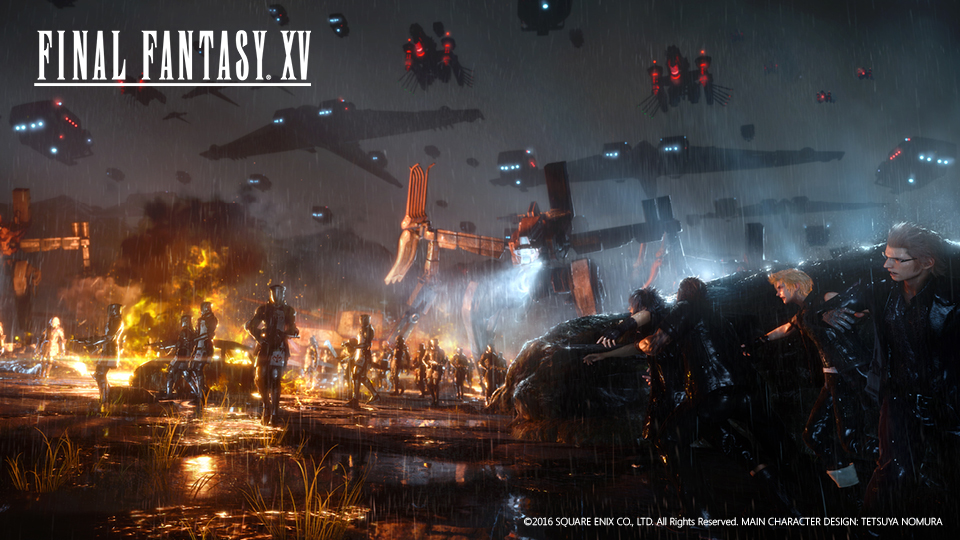 FINAL FANTASY® XV
©2016 SQUARE ENIX CO., LTD. All Rights Reserved. MAIN CHARACTER DESIGN: TETSUYA NOMURA